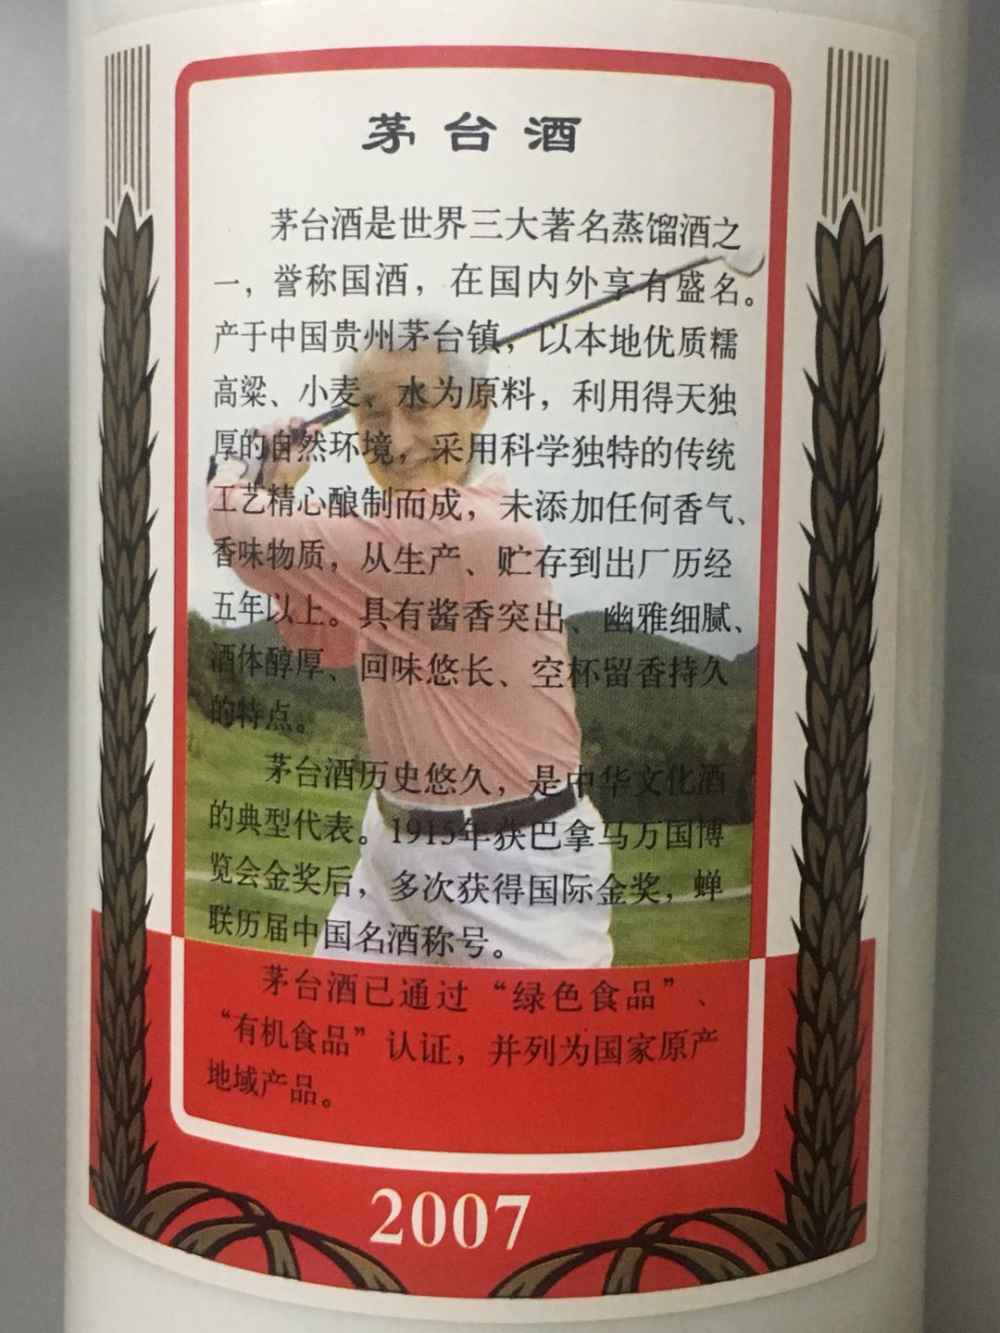 茅台酒
茅台酒是世界三大著名蒸馏酒之
一，誉称国酒，在国内外享有盛名。
产于中国贵州茅台镇，以本地优质糯
高粱、小麦、水为原料，利用得天独
厚的自然环境，采用科学独特的传统
工艺精心酿制而成，未添加任何香气、
香味物质，从生产、贮存到出厂历经
五年以上。具有酱香突出、幽雅细腻、
酒体醇厚、回味悠长、空杯留香持久
的特点。
茅台酒历史悠久，是中华文化酒
的典型代表。1915年获巴拿马万国博
览会金奖后，多次获得国际金奖，蝉
联历届中国名酒称号。
茅台酒已通过“绿色食品”、
“有机食品”认证，并列为国家原产
地域产品。
2007